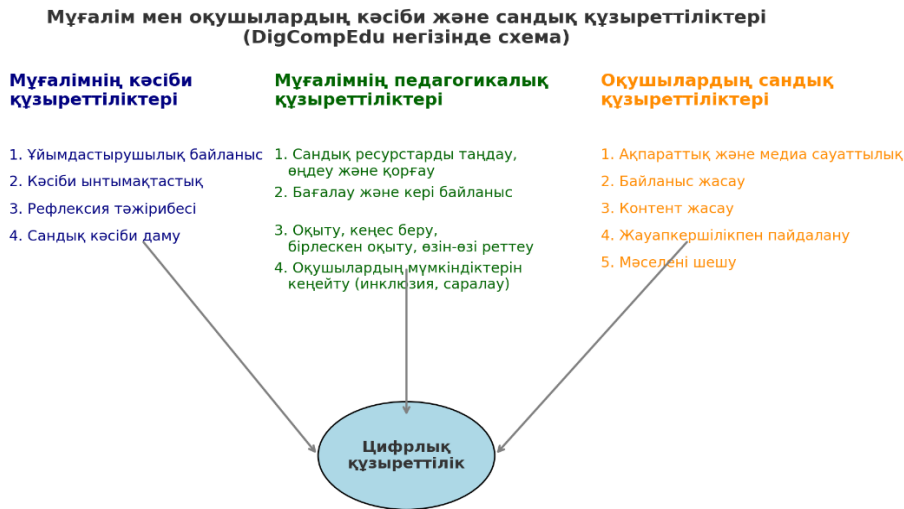 Мұғалім мен оқушылардың кәсіби және сандық құзыреттіліктері
(DigCompEdu негізінде схема)
Мұғалімнің кәсіби
құзыреттіліктері
1. Ұйымдастырушылық байланыс
2. Кәсіби ынтымақтастық
3. Рефлексия тәжірибесі
4. Сандық кәсіби даму
Мұғалімнің педагогикалық
құзыреттіліктері
1. Сандық ресурстарды таңдау,
өңдеу және қорғау
2. Бағалау және кері байланыс
3. Оқыту, кеңес беру,
бірлескен оқыту, өзін-өзі реттеу
4. Оқушылардың мүмкіндіктерін
кеңейту (инклюзия, саралау)
Оқушылардың сандық
құзыреттіліктері
1. Ақпараттық және медиа сауаттылық
2. Байланыс жасау
3. Контент жасау
4. Жауапкершілікпен пайдалану
5. Мәселені шешу
Цифрлық
құзыреттілік